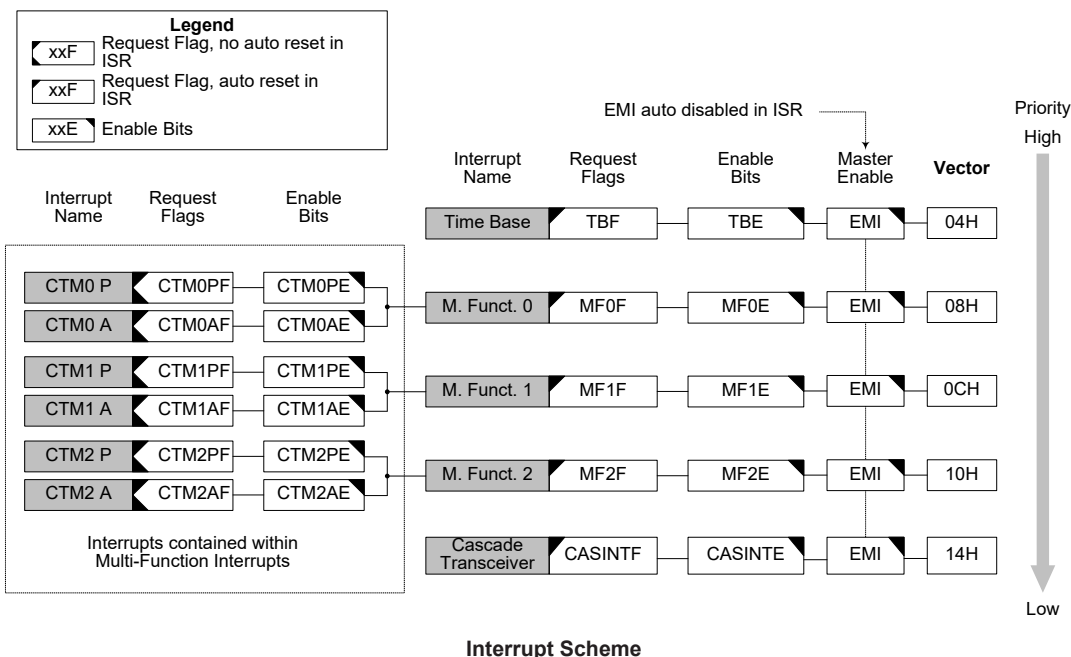 Legend
xxF Request Flag, no auto reset in
ISR
xxF Request Flag, auto reset in
ISR
xxE Enable Bits
EMI auto disabled in ISR
Priority
High
Interrupt Name Request Flags Enable Bits Master Enable Vector
Interrupt Name Request Flags Enable Bits
Time Base TBF TBE EMI 04H
CTM0 P CTM0PF CTM0PE
M. Funct. 0 MF0F MF0E EMI 08H
CTM0 A CTM0AF CTM0AE
CTM1 P CTM1PF CTM1PE
M. Funct. 1 MF1F MF1E EMI 0CH
CTM1 A CTM1AF CTM1AE
CTM2 P CTM2PF CTM2PE
M. Funct. 2 MF2F MF2E EMI 10H
CTM2 A CTM2AF CTM2AE
Interrupts contained within
Multi-Function Interrupts
Cascade
Transceiver CASINTF CASINTE EMI 14H
Low
Interrupt Scheme